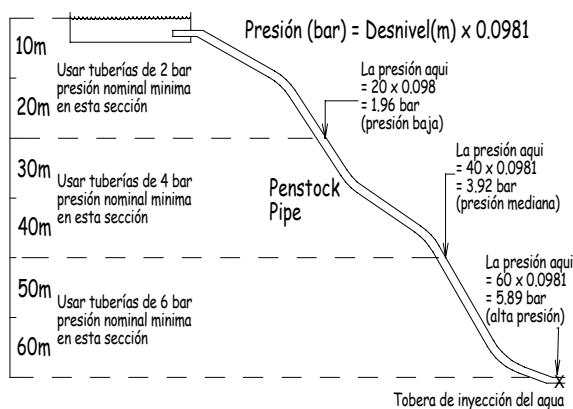 Presión (bar) = Desnivel(m) x 0.0981
10m
Usar tuberías de 2 bar
presión nominal minima
en esta sección
20m
La presión aqui
= 20 x 0.098
= 1.96 bar
(presión baja)
30m
Usar tuberías de 4 bar
presión nominal minima
en esta sección
40m
Penstock
Pipe
La presión aqui
= 40 x 0.0981
= 3.92 bar
(presión mediana)
50m
Usar tuberías de 6 bar
presión nominal minima
en esta sección
60m
La presión aqui
= 60 x 0.0981
= 5.89 bar
(alta presión)
X
Tobera de inyección del agua